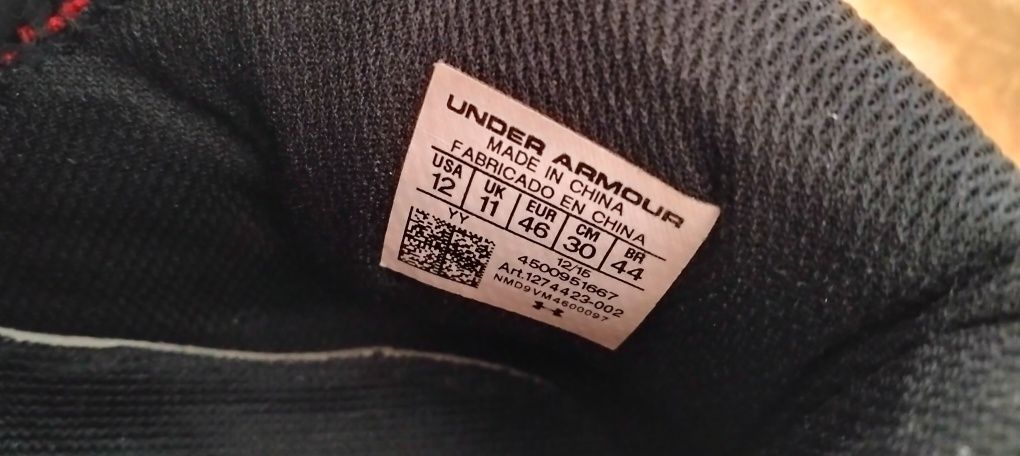 UNDER ARMOUR
MADE IN CHINA
FABRICADO EN CHINA
USA UK EUR CM BR
12 11 46 30 44
YY 12/15
4500951667
Art.1274423-002
NMD9VM4600097